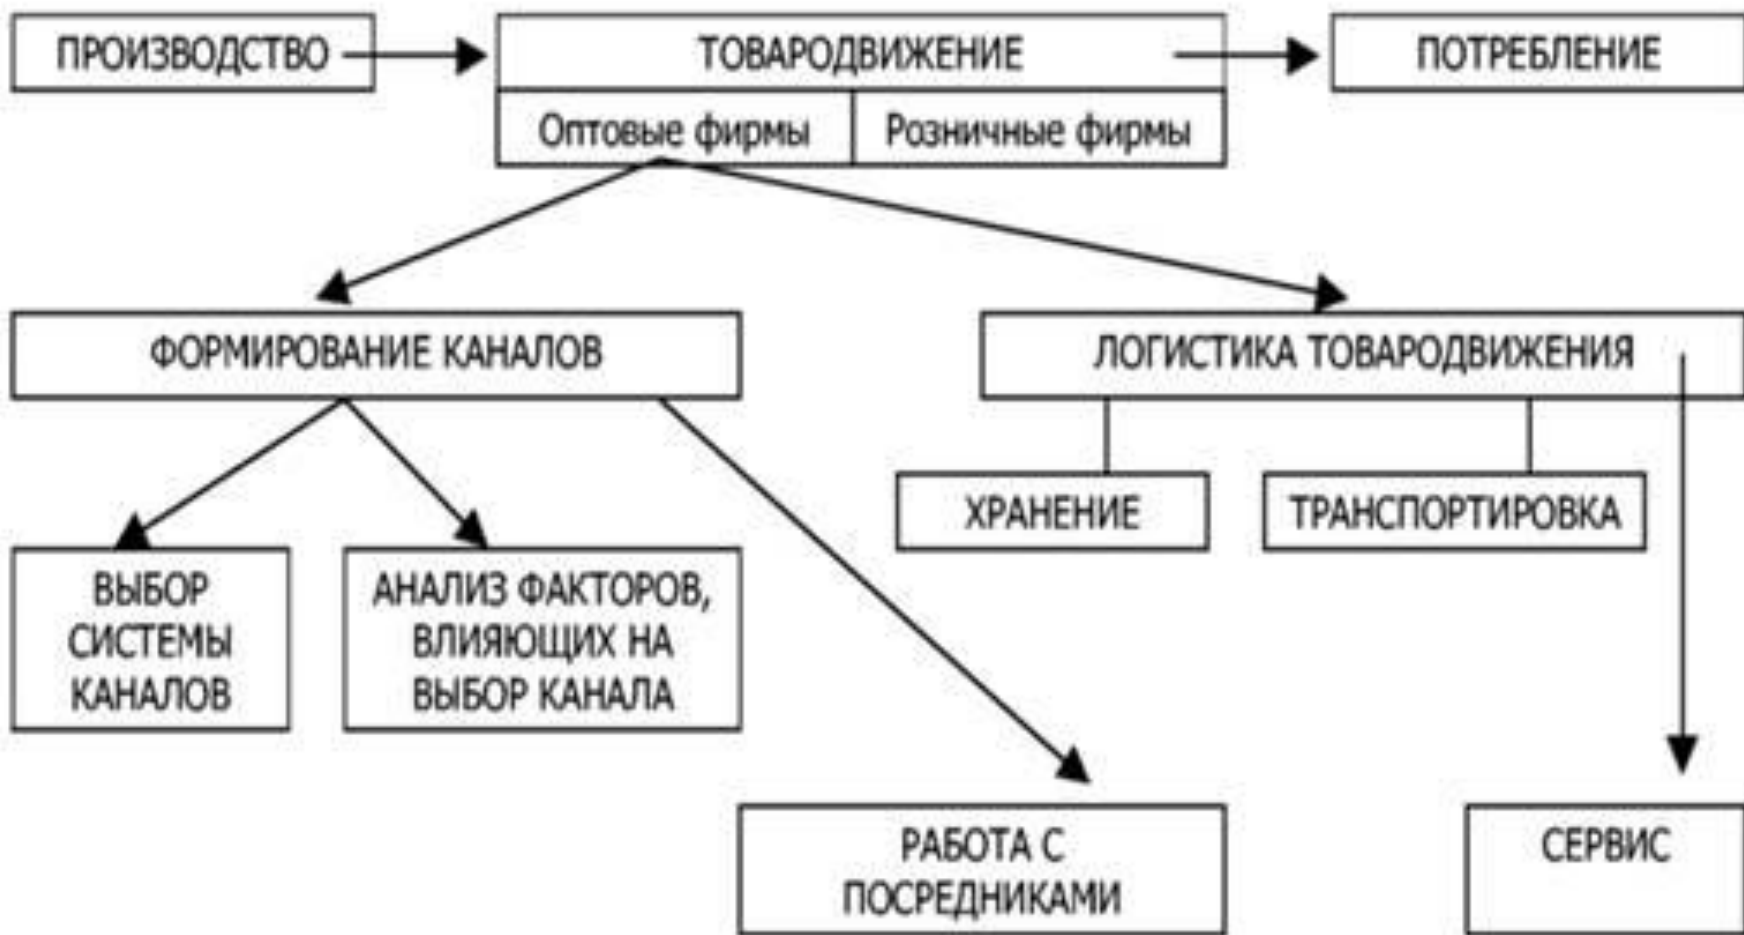 ПРОИЗВОДСТВО
ТОВАРОДВИЖЕНИЕ
ПОТРЕБЛЕНИЕ
Оптовые фирмы
Розничные фирмы
ФОРМИРОВАНИЕ КАНАЛОВ
ЛОГИСТИКА ТОВАРОДВИЖЕНИЯ
ХРАНЕНИЕ
ТРАНСПОРТИРОВКА
ВЫБОР
СИСТЕМЫ
КАНАЛОВ
АНАЛИЗ ФАКТОРОВ,
ВЛИЯЮЩИХ НА
ВЫБОР КАНАЛА
РАБОТА С
ПОСРЕДНИКАМИ
СЕРВИС